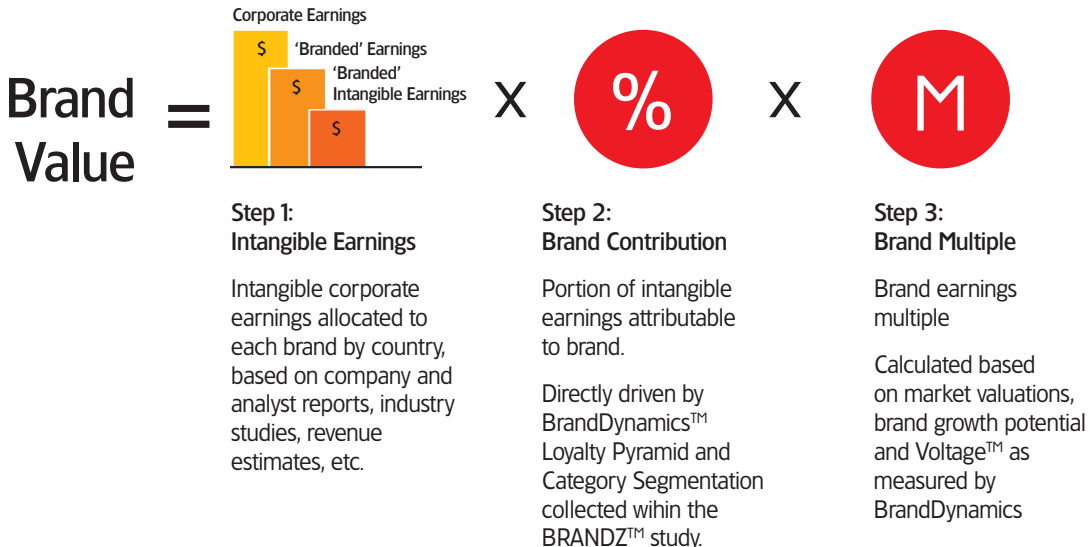 Corporate Earnings
$
'Branded' Earnings
$
'Branded'
Intangible Earnings
$
Brand
Value
=
X
%
X
M
Step 1:
Intangible Earnings
Intangible corporate
earnings allocated to
each brand by country,
based on company and
analyst reports, industry
studies, revenue
estimates, etc.
Step 2:
Brand Contribution
Portion of intangible
earnings attributable
to brand.
Directly driven by
BrandDynamics™
Loyalty Pyramid and
Category Segmentation
collected wihin the
BRANDZ™ study.
Step 3:
Brand Multiple
Brand earnings
multiple
Calculated based
on market valuations,
brand growth potential
and Voltage™ as
measured by
BrandDynamics